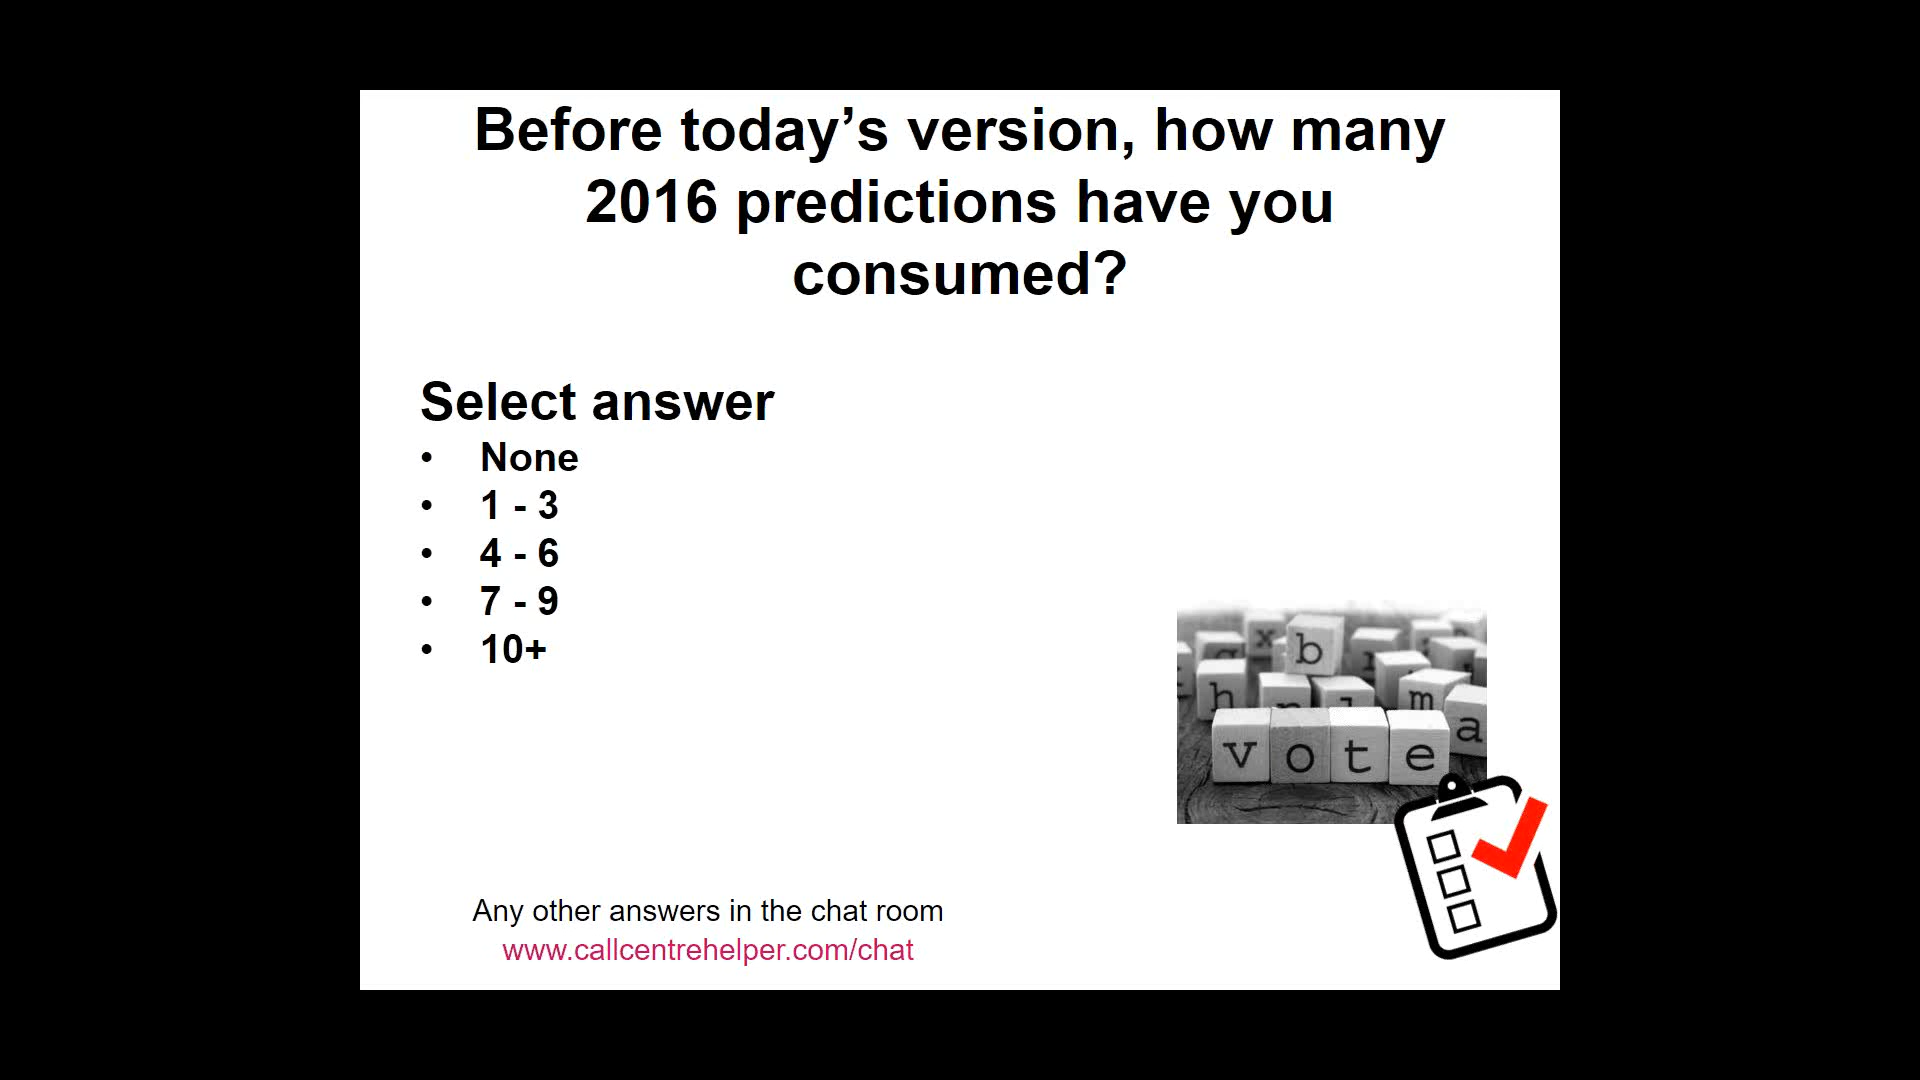 Before today’s version, how many
2016 predictions have you
consumed?
Select answer
• None
• 1 - 3
• 4 - 6
• 7 - 9
• 10+
b
h
m
a
vote
Any other answers in the chat room
www.callcentrehelper.com/chat